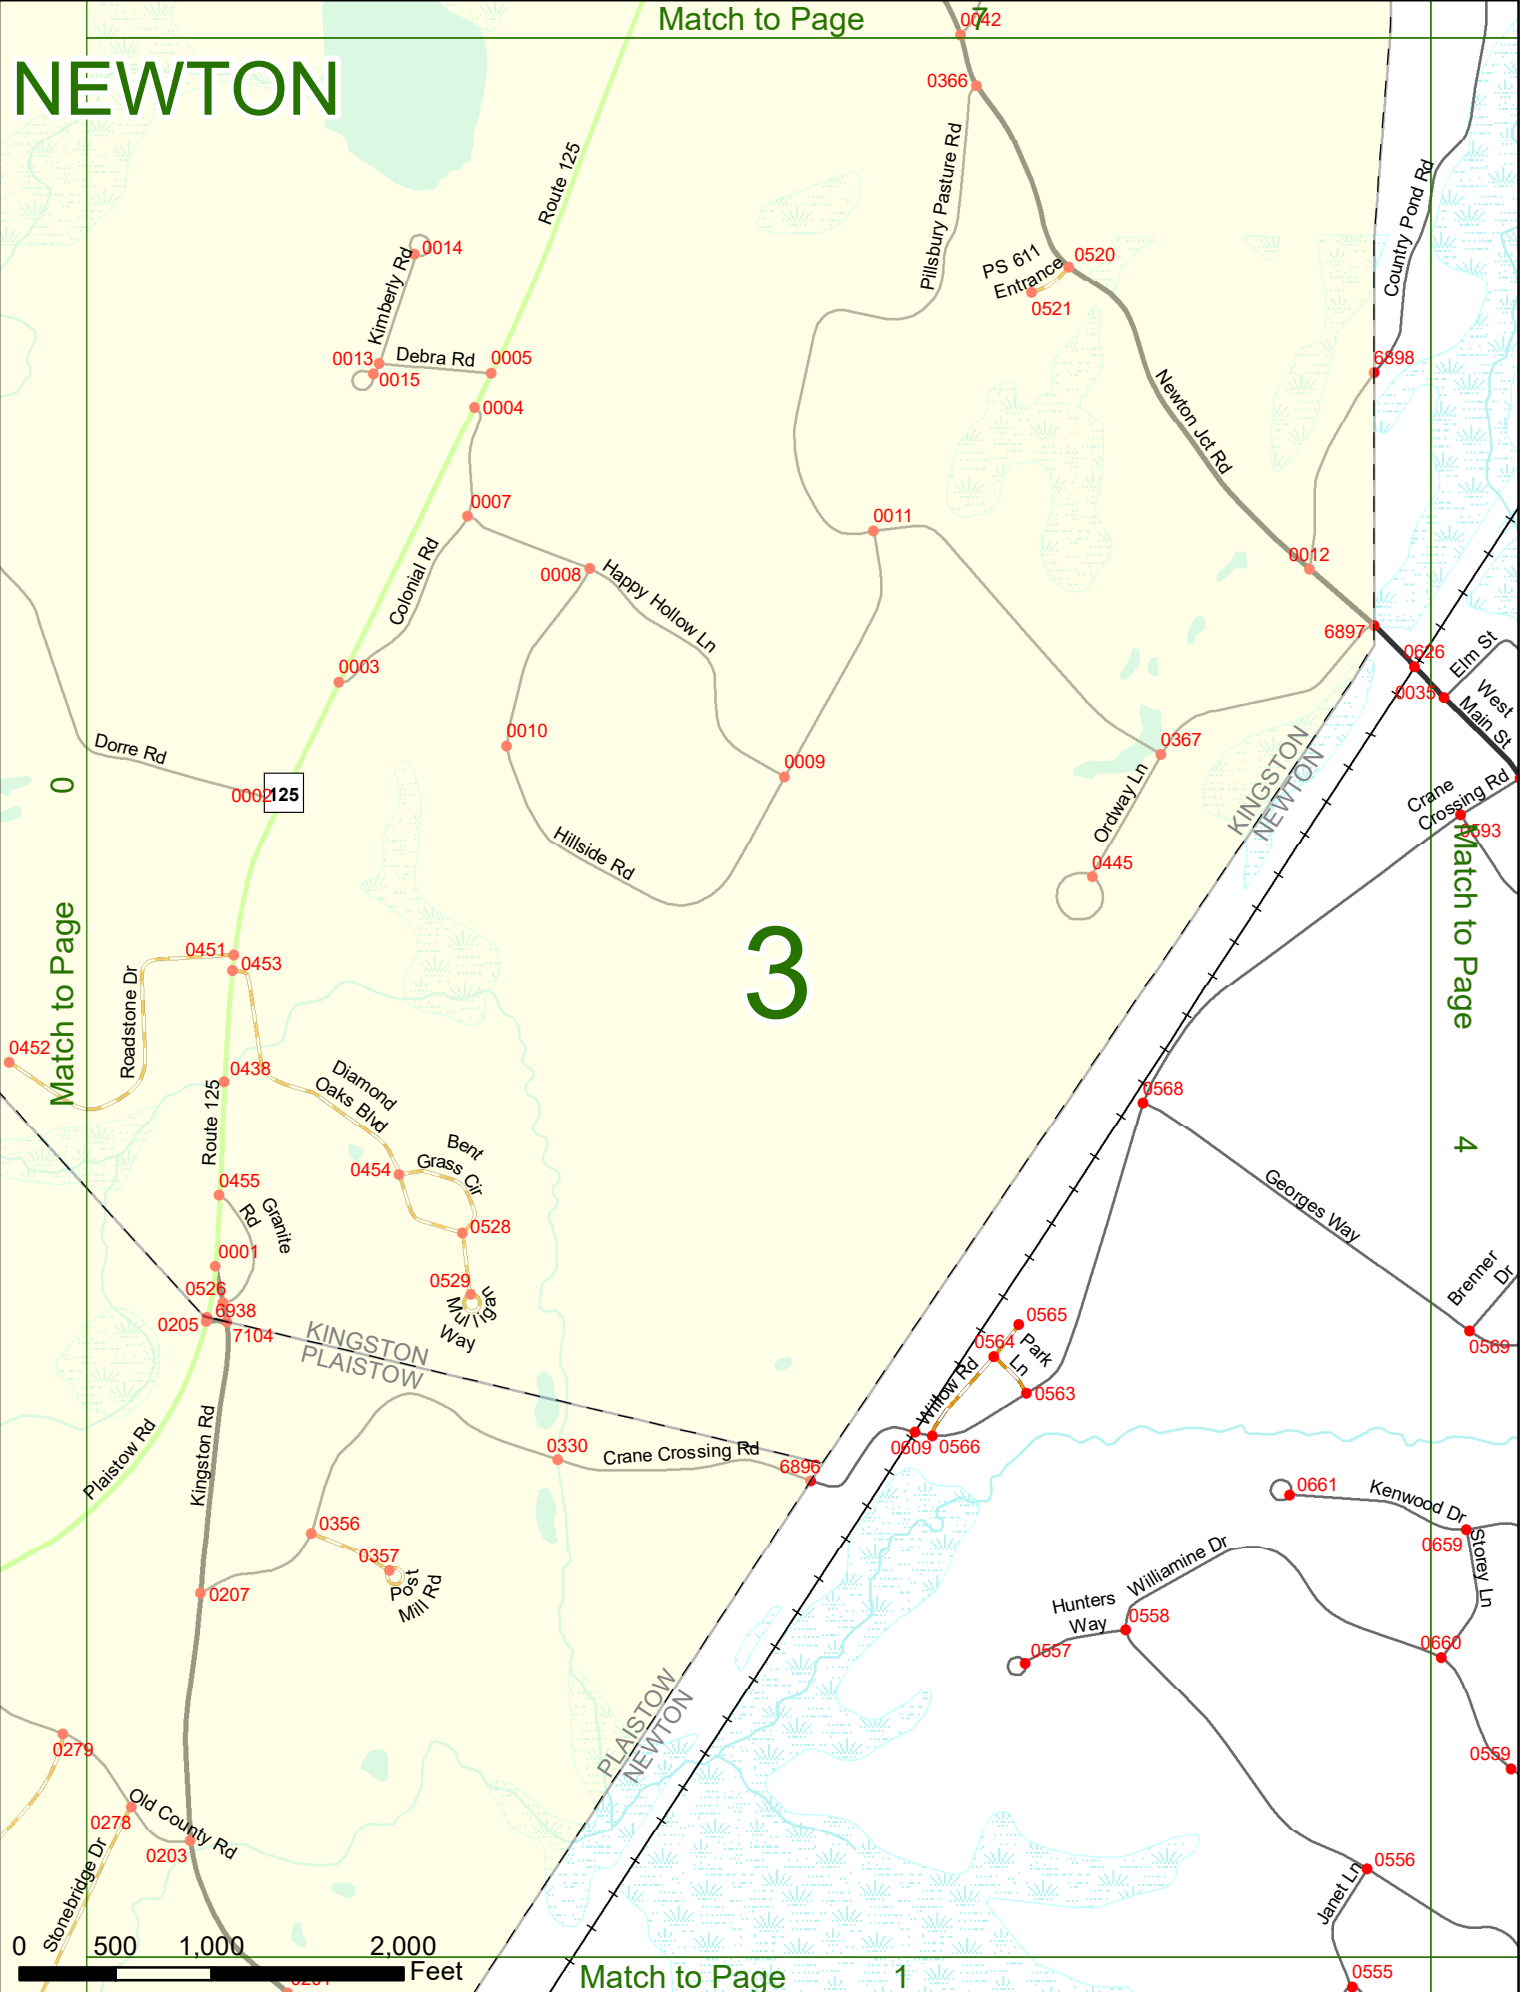 Match to Page 7
0042
NEWTON
0366
Route 125
Pillsbury Pasture Rd
Country Pond Rd
0014
Kimberly Rd
PS 611
Entrance
0520
0521
0013
Debra Rd
0005
0015
6898
0004
Newton Jct Rd
0007
0011
Colonial Rd
0008
Happy Hollow Ln
0012
6897
0626
Elm St
0003
0035
West
Main St
0010
0367
Dorre Rd
0009
KINGSTON
NEWTON
0
0002
125
Ordway Ln
Crane
Crossing Rd
0593
Hillside Rd
0445
Match to Page
3
Match to Page
0451
0453
Roadstone Dr
0452
0438
Diamond
Oaks Blvd
0568
Route 125
Bent
Grass Cir
4
0454
0455
Granite
Rd
Georges Way
0528
0001
Brenner
Dr
0529
0526
Mulligan
Way
6938
0205
7104
0565
KINGSTON
PLAISTOW
0564
Park
Ln
0569
Willow Rd
0563
Plaistow Rd
Kingston Rd
0330
Crane Crossing Rd
0609
0566
6896
0661
Kenwood Dr
0356
0659
Storey Ln
0357
Post
Mill Rd
Williamine Dr
0207
Hunters
Way
0558
0557
0660
PLAISTOW
NEWTON
0279
0559
Old County Rd
0278
0203
0556
Stonebridge Dr
Janet Ln
0 500 1,000 2,000
Feet
0555
0201
Match to Page 1